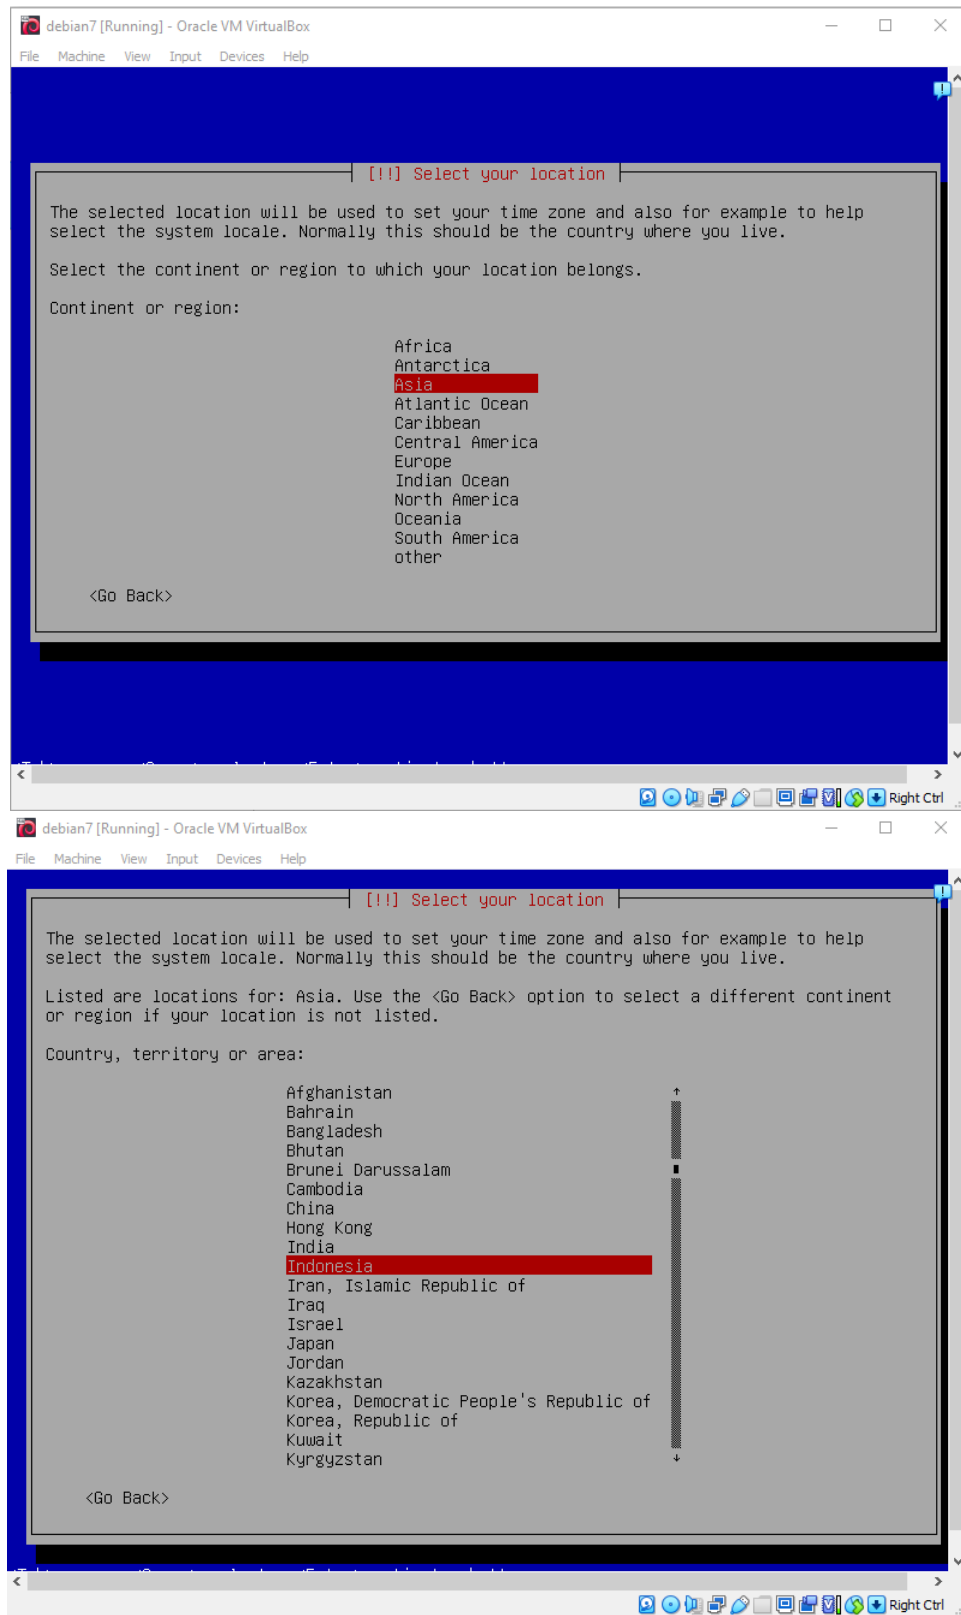 debian7 [Running] - Oracle VM VirtualBox
File Machine View Input Devices Help
[!!] Select your location
The selected location will be used to set your time zone and also for example to help
select the system locale. Normally this should be the country where you live.
Select the continent or region to which your location belongs.
Continent or region:
Africa
Antarctica
Asia
Atlantic Ocean
Caribbean
Central America
Europe
Indian Ocean
North America
Oceania
South America
other
<Go Back>
Right Ctrl
debian7 [Running] - Oracle VM VirtualBox
File Machine View Input Devices Help
[!!] Select your location
The selected location will be used to set your time zone and also for example to help
select the system locale. Normally this should be the country where you live.
Listed are locations for: Asia. Use the <Go Back> option to select a different continent
or region if your location is not listed.
Country, territory or area:
Afghanistan
Bahrain
Bangladesh
Bhutan
Brunei Darussalam
Cambodia
China
Hong Kong
India
Indonesia
Iran, Islamic Republic of
Iraq
Israel
Japan
Jordan
Kazakhstan
Korea, Democratic People's Republic of
Korea, Republic of
Kuwait
Kyrgyzstan
<Go Back>
Right Ctrl